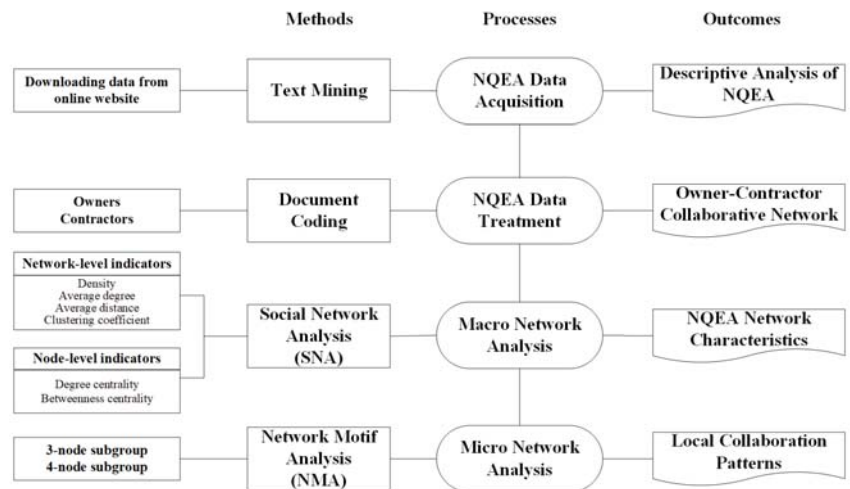 Methods
Processes
Outcomes
Downloading data from
online website
Text Mining
NQEA Data
Acquisition
Descriptive Analysis of
NQEA
Owners
Contractors
Document
Coding
NQEA Data
Treatment
Owner-Contractor
Collaborative Network
Network-level indicators
Density
Average degree
Average distance
Clustering coefficient
Node-level indicators
Degree centrality
Betweenness centrality
Social Network
Analysis
(SNA)
Macro Network
Analysis
NQEA Network
Characteristics
3-node subgroup
4-node subgroup
Network Motif
Analysis
(NMA)
Micro Network
Analysis
Local Collaboration
Patterns